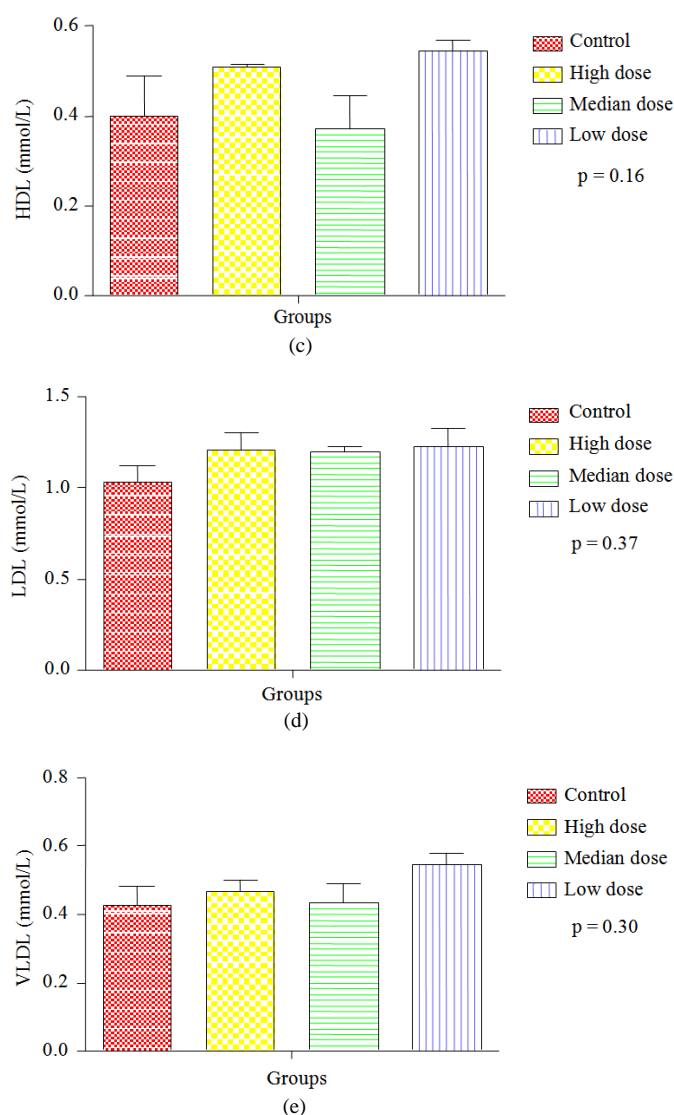 0.6
0.4
0.2
0.0
HDL (mmol/L)
Groups
Control
High dose
Median dose
Low dose
p = 0.16
(c)
1.5
1.0
0.5
0.0
LDL (mmol/L)
Groups
Control
High dose
Median dose
Low dose
p = 0.37
(d)
0.8
0.6
0.4
0.2
0.0
VLDL (mmol/L)
Groups
Control
High dose
Median dose
Low dose
p = 0.30
(e)